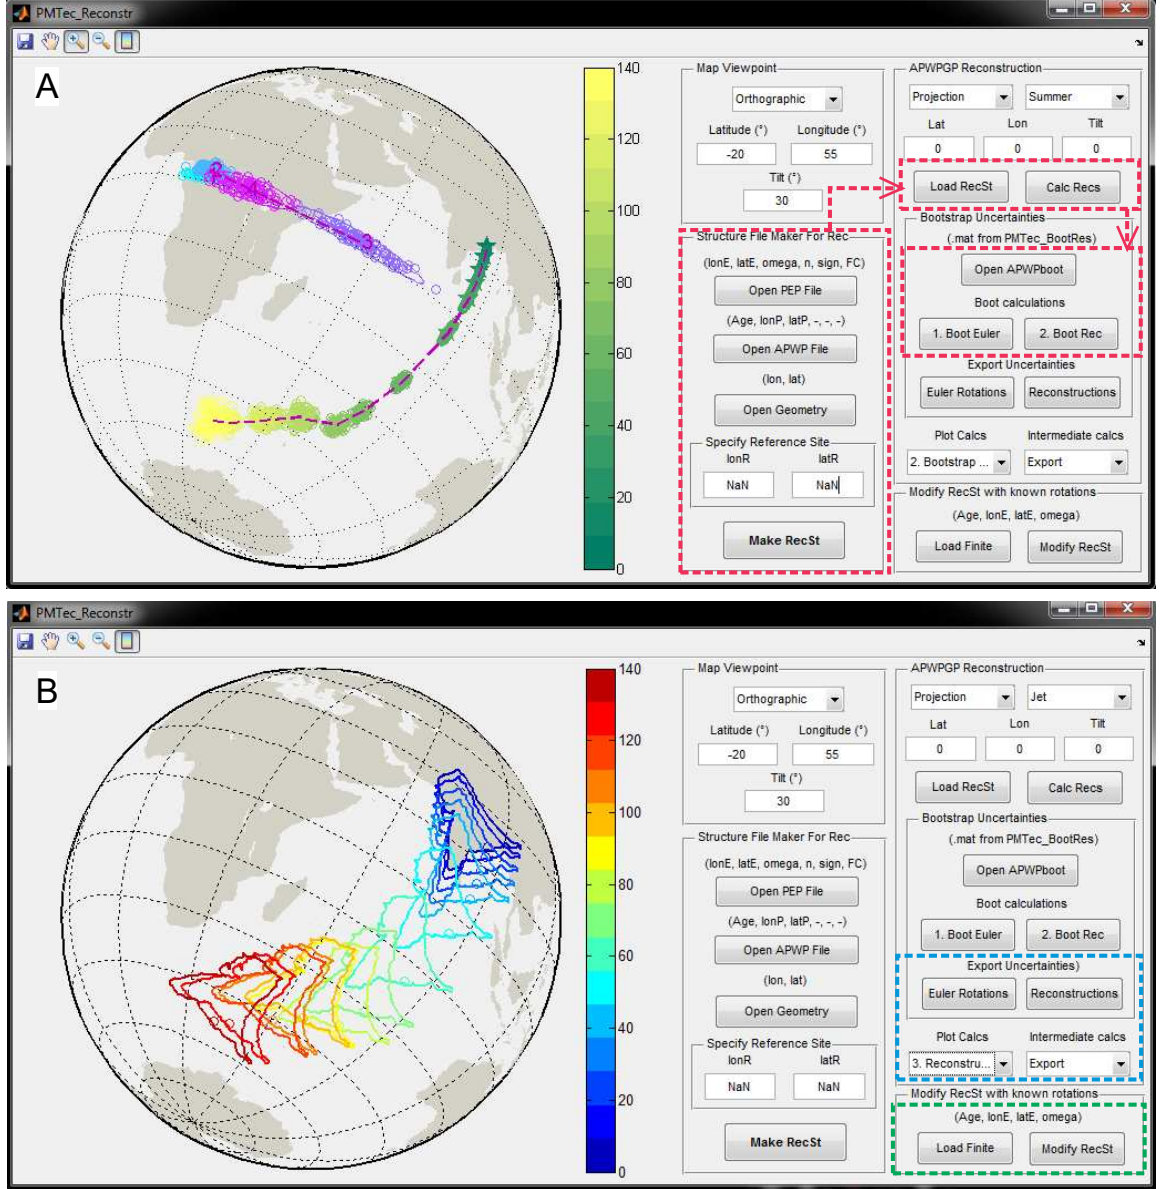 PMTec_Reconstr
A
140
120
100
80
60
40
20
0
Map Viewpoint
Orthographic
Latitude (°) Longitude (°)
-20 55
Tilt (°)
30
Structure File Maker For Rec
(lonE, latE, omega, n, sign, FC)
Open PEP File
(Age, lonP, latP, -, -, -)
Open APWP File
(lon, lat)
Open Geometry
Specify Reference Site
lonR latR
NaN NaN
Make RecSt
APWPGP Reconstruction
Projection Summer
Lat Lon Tilt
0 0 0
Load RecSt Calc Recs
Bootstrap Uncertainties
(.mat from PMTec_BootRes)
Open APWPboot
Boot calculations
1. Boot Euler 2. Boot Rec
Export Uncertainties
Euler Rotations Reconstructions
Plot Calcs Intermediate calcs
2. Bootstrap ... Export
Modify RecSt with known rotations
(Age, lonE, latE, omega)
Load Finite Modify RecSt
PMTec_Reconstr
B
140
120
100
80
60
40
20
0
Map Viewpoint
Orthographic
Latitude (°) Longitude (°)
-20 55
Tilt (°)
30
Structure File Maker For Rec
(lonE, latE, omega, n, sign, FC)
Open PEP File
(Age, lonP, latP, -, -, -)
Open APWP File
(lon, lat)
Open Geometry
Specify Reference Site
lonR latR
NaN NaN
Make RecSt
APWPGP Reconstruction
Projection Jet
Lat Lon Tilt
0 0 0
Load RecSt Calc Recs
Bootstrap Uncertainties
(.mat from PMTec_BootRes)
Open APWPboot
Boot calculations
1. Boot Euler 2. Boot Rec
Export Uncertainties)
Euler Rotations Reconstructions
Plot Calcs Intermediate calcs
3. Reconstru... Export
Modify RecSt with known rotations
(Age, lonE, latE, omega)
Load Finite Modify RecSt